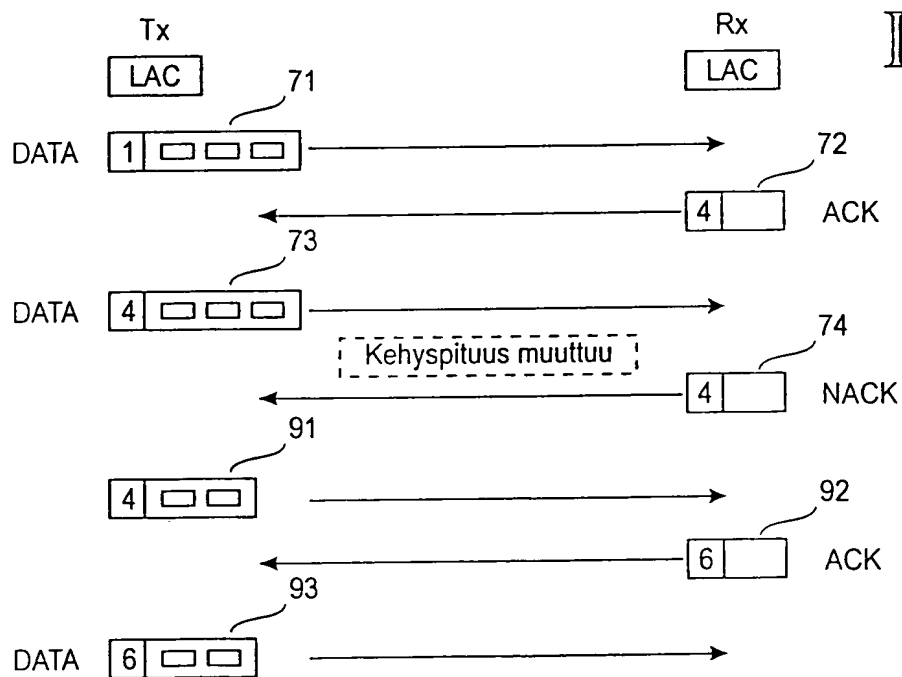 Tx Rx
LAC LAC
71
DATA 1
72
4 ACK
73
DATA 4
Kehyspituus muuttuu
74
4 NACK
91
4
92
6 ACK
93
DATA 6